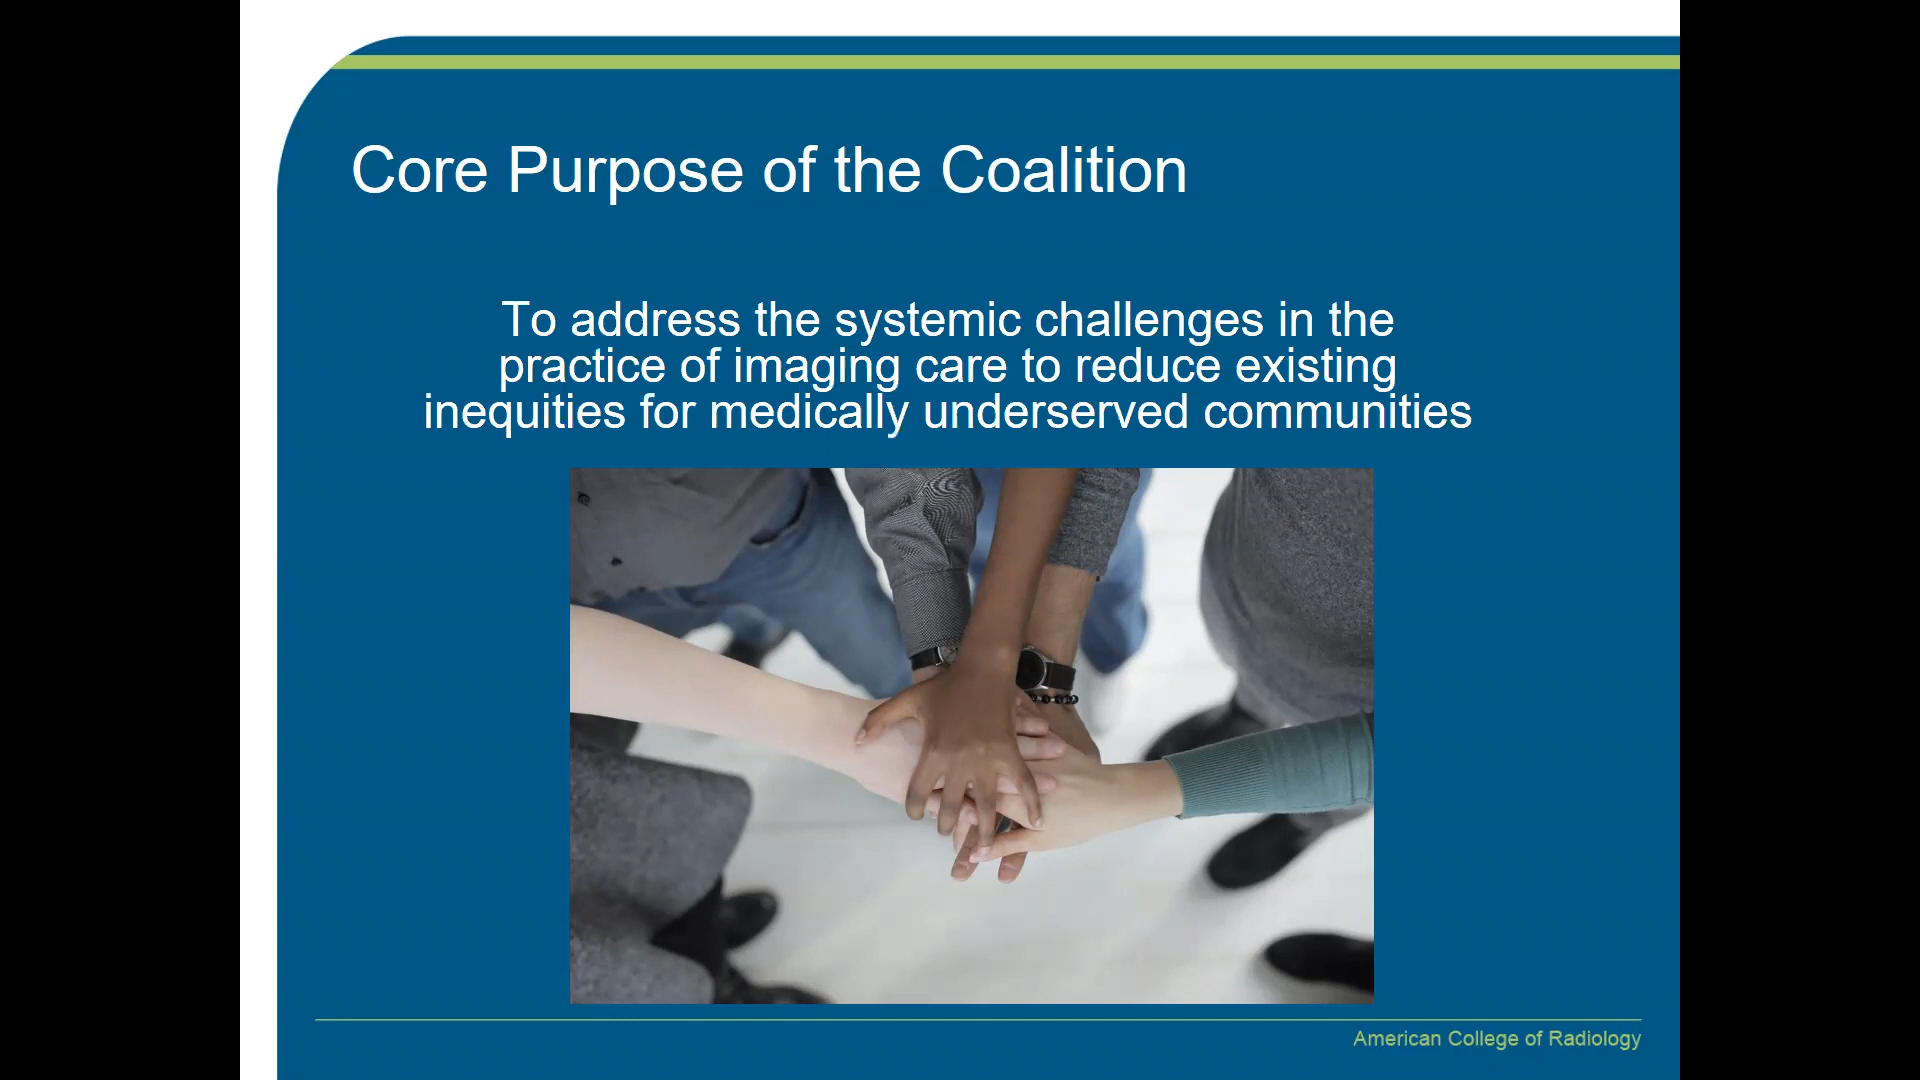 Core Purpose of the Coalition
To address the systemic challenges in the
practice of imaging care to reduce existing
inequities for medically underserved communities
American College of Radiology